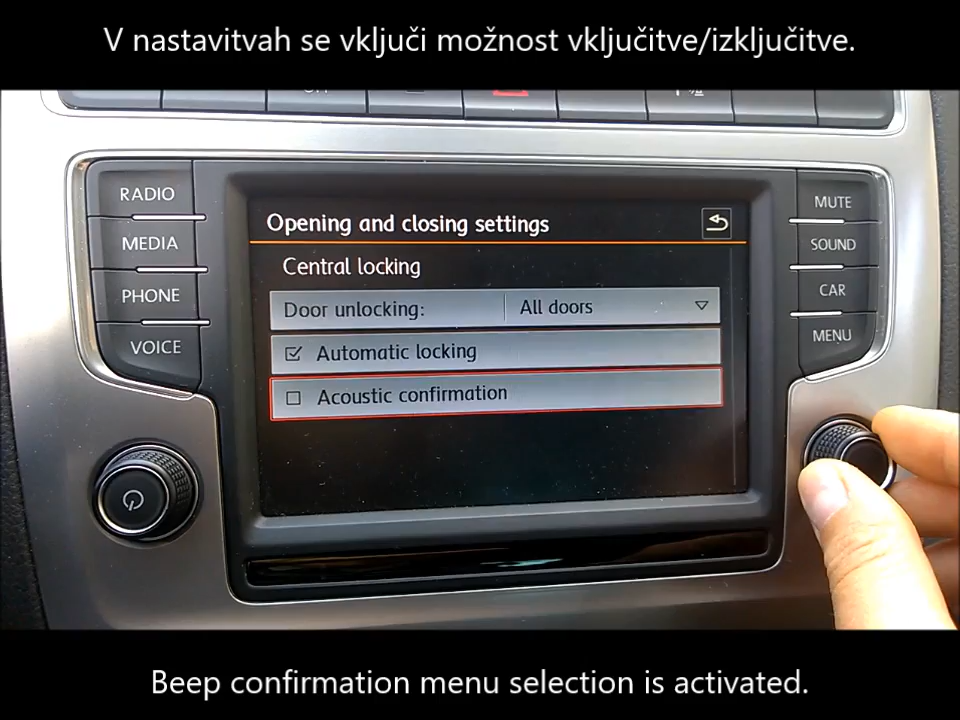 V nastavitvah se vključi možnost vključitve/izključitve.
RADIO
MEDIA
PHONE
VOICE
Opening and closing settings
Central locking
Door unlocking: All doors
Automatic locking
Acoustic confirmation
MUTE
SOUND
CAR
MENU
Beep confirmation menu selection is activated.